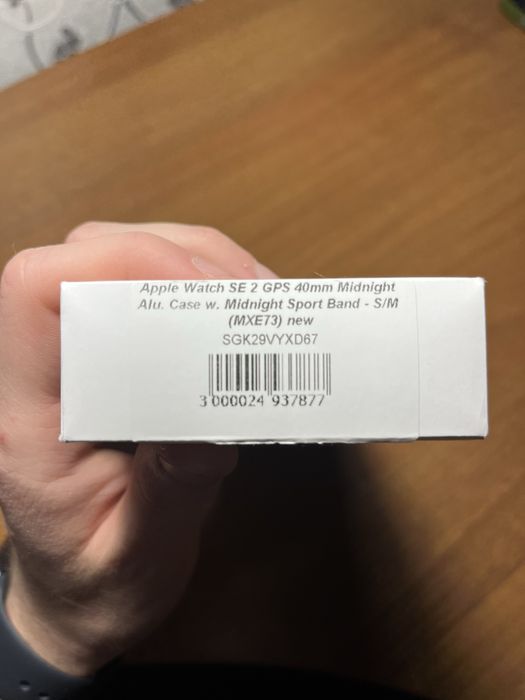 Apple Watch SE 2 GPS 40mm Midnight
Alu. Case w. Midnight Sport Band - S/M
(MXE73) new
SGK29VYXD67
3 000024 937877